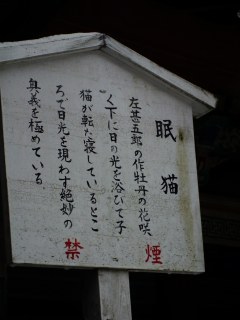 眠猫
左甚五郎の作牡丹の花咲
く下に日の光を浴びて子
猫が転た寝しているとこ
ろで日光を現わす絶妙の
奥義を極めている
禁煙